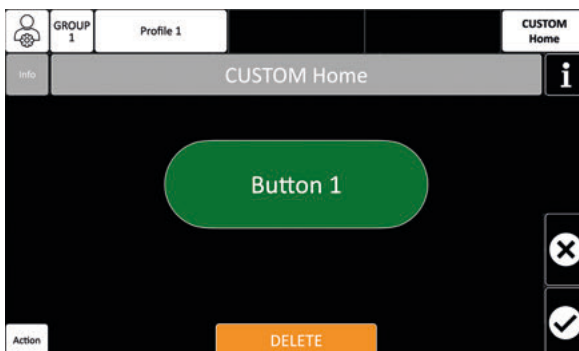 GROUP
1
Profile 1
CUSTOM
Home
Info
CUSTOM Home
i
Button 1
Action
DELETE